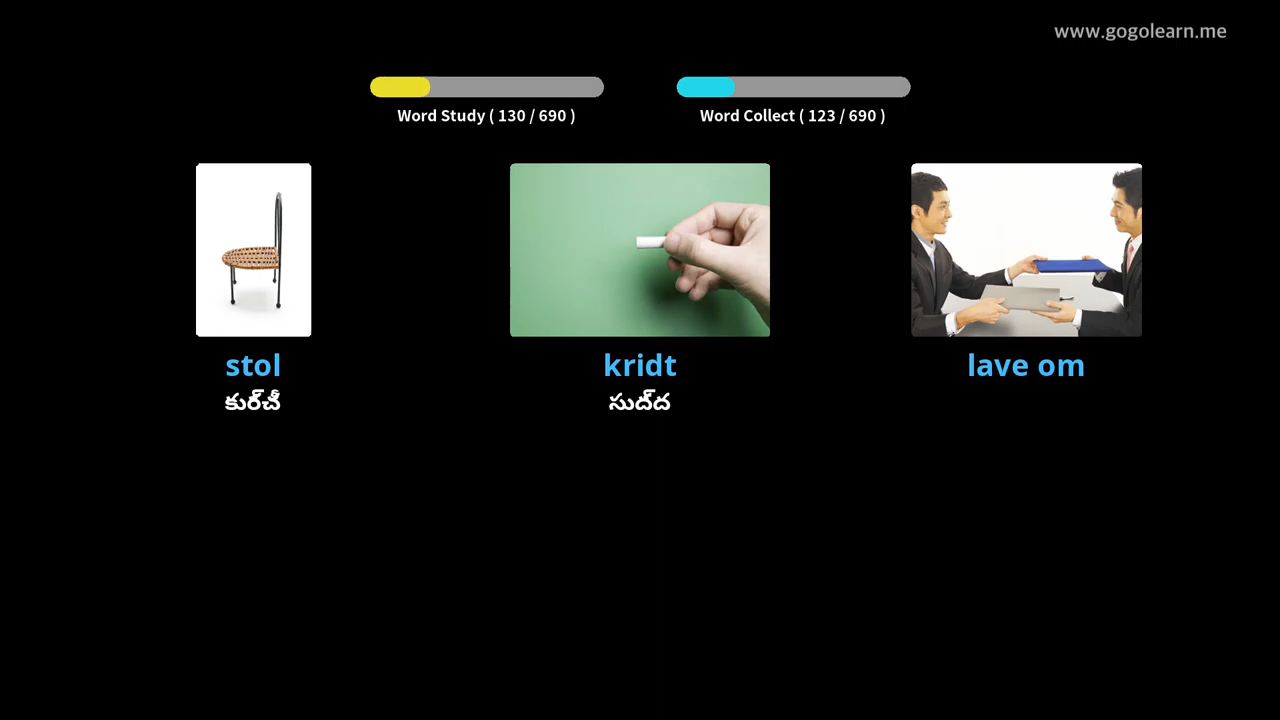 www.gogolearn.me
Word Study ( 130 / 690 )
Word Collect ( 123 / 690 )
stol
కుర్చీ
kridt
సుద్ద
lave om